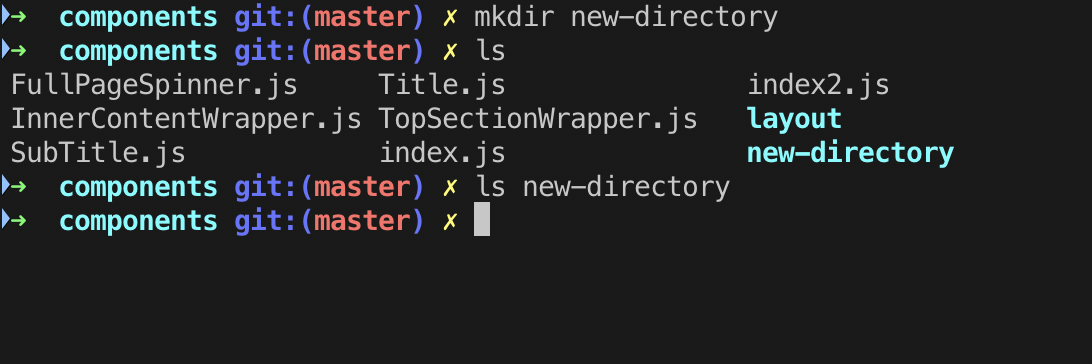 ➜ components git:(master) ✗ mkdir new-directory
➜ components git:(master) ✗ ls
FullPageSpinner.js Title.js index2.js
InnerContentWrapper.js TopSectionWrapper.js layout
SubTitle.js index.js new-directory
➜ components git:(master) ✗ ls new-directory
➜ components git:(master) ✗